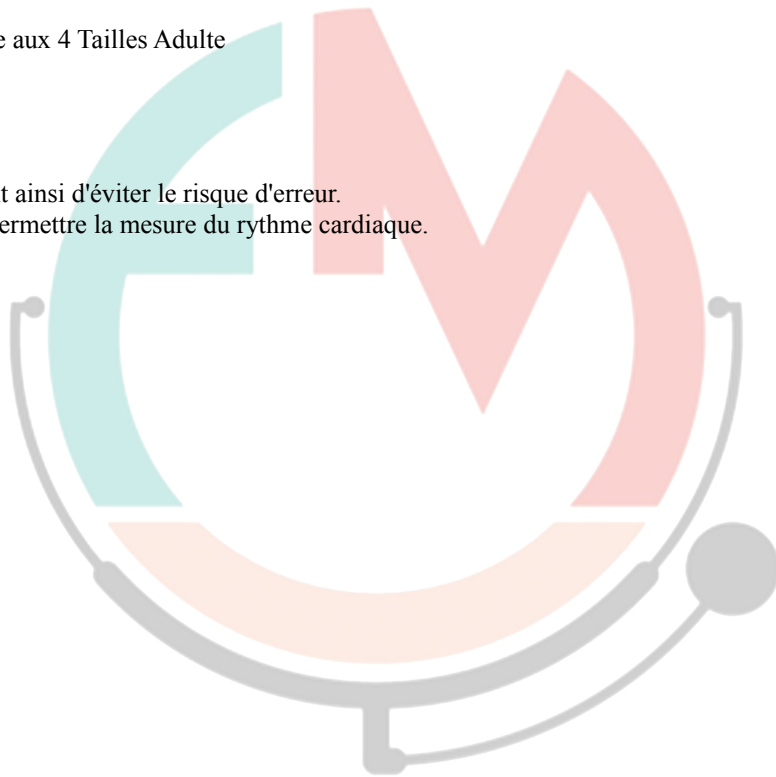 e aux 4 Tailles Adulte
t ainsi d'éviter le risque d'erreur.
ermettre la mesure du rythme cardiaque.